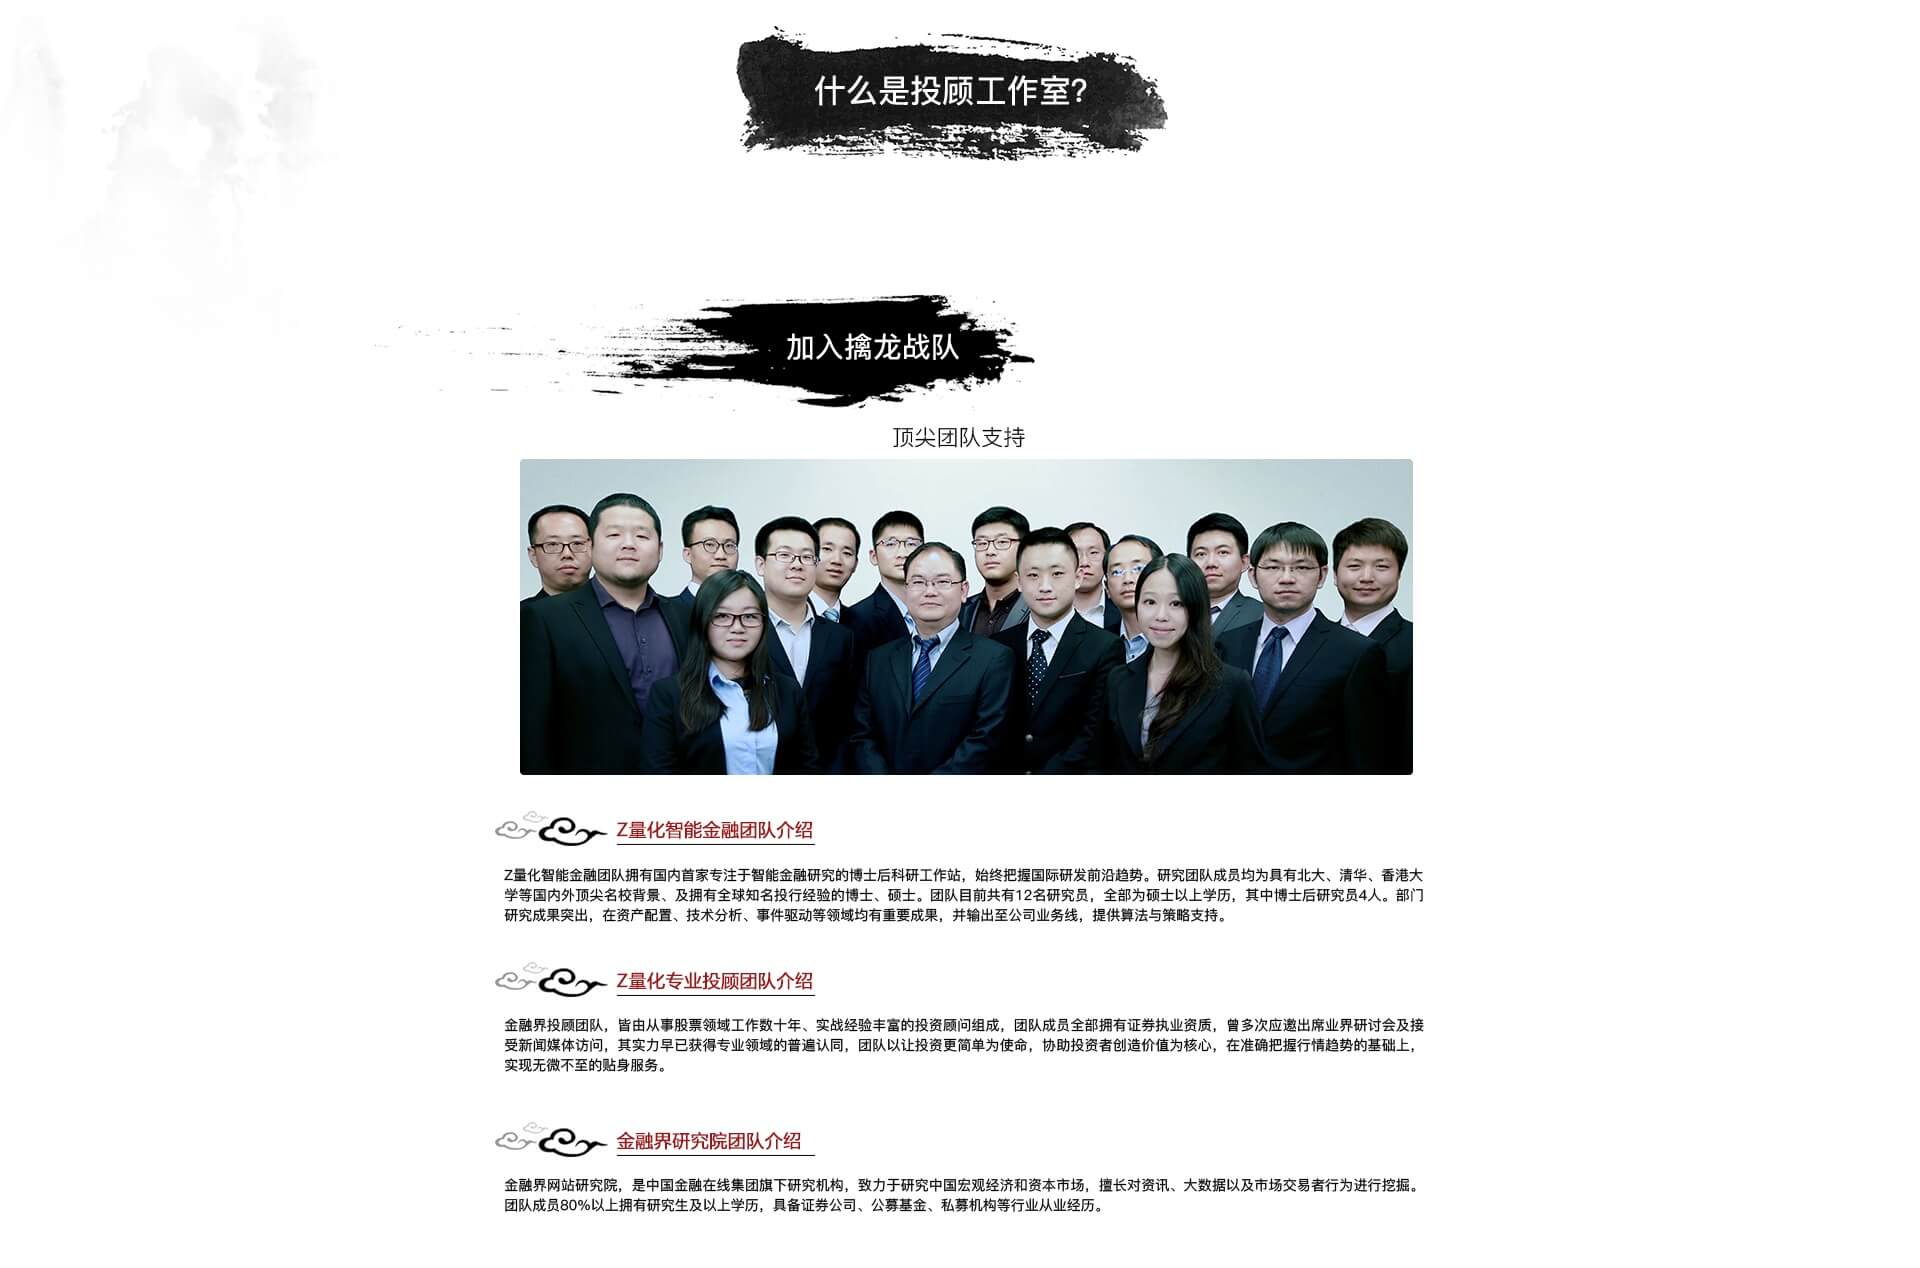 什么是投顾工作室?
加入擒龙战队
顶尖团队支持
Z量化智能金融团队介绍
Z量化智能金融团队拥有国内首家专注于智能金融研究的博士后科研工作站，始终把握国际研发前沿趋势。研究团队成员均为具有北大、清华、香港大
学等国内外顶尖名校背景、及拥有全球知名投行经验的博士、硕士。团队目前共有12名研究员，全部为硕士以上学历，其中博士后研究员4人。部门
研究成果突出，在资产配置、技术分析、事件驱动等领域均有重要成果，并输出至公司业务线，提供算法与策略支持。
Z量化专业投顾团队介绍
金融界投顾团队，皆由从事股票领域工作数十年、实战经验丰富的投资顾问组成，团队成员全部拥有证券执业资质，曾多次应邀出席业界研讨会及接
受新闻媒体访问，其实力早已获得专业领域的普遍认同，团队以让投资更简单为使命，协助投资者创造价值为核心，在准确把握行情趋势的基础上，
实现无微不至的贴身服务。
金融界研究院团队介绍
金融界网站研究院，是中国金融在线集团旗下研究机构，致力于研究中国宏观经济和资本市场，擅长对资讯、大数据以及市场交易者行为进行挖掘。
团队成员80%以上拥有研究生及以上学历，具备证券公司、公募基金、私募机构等行业从业经历。